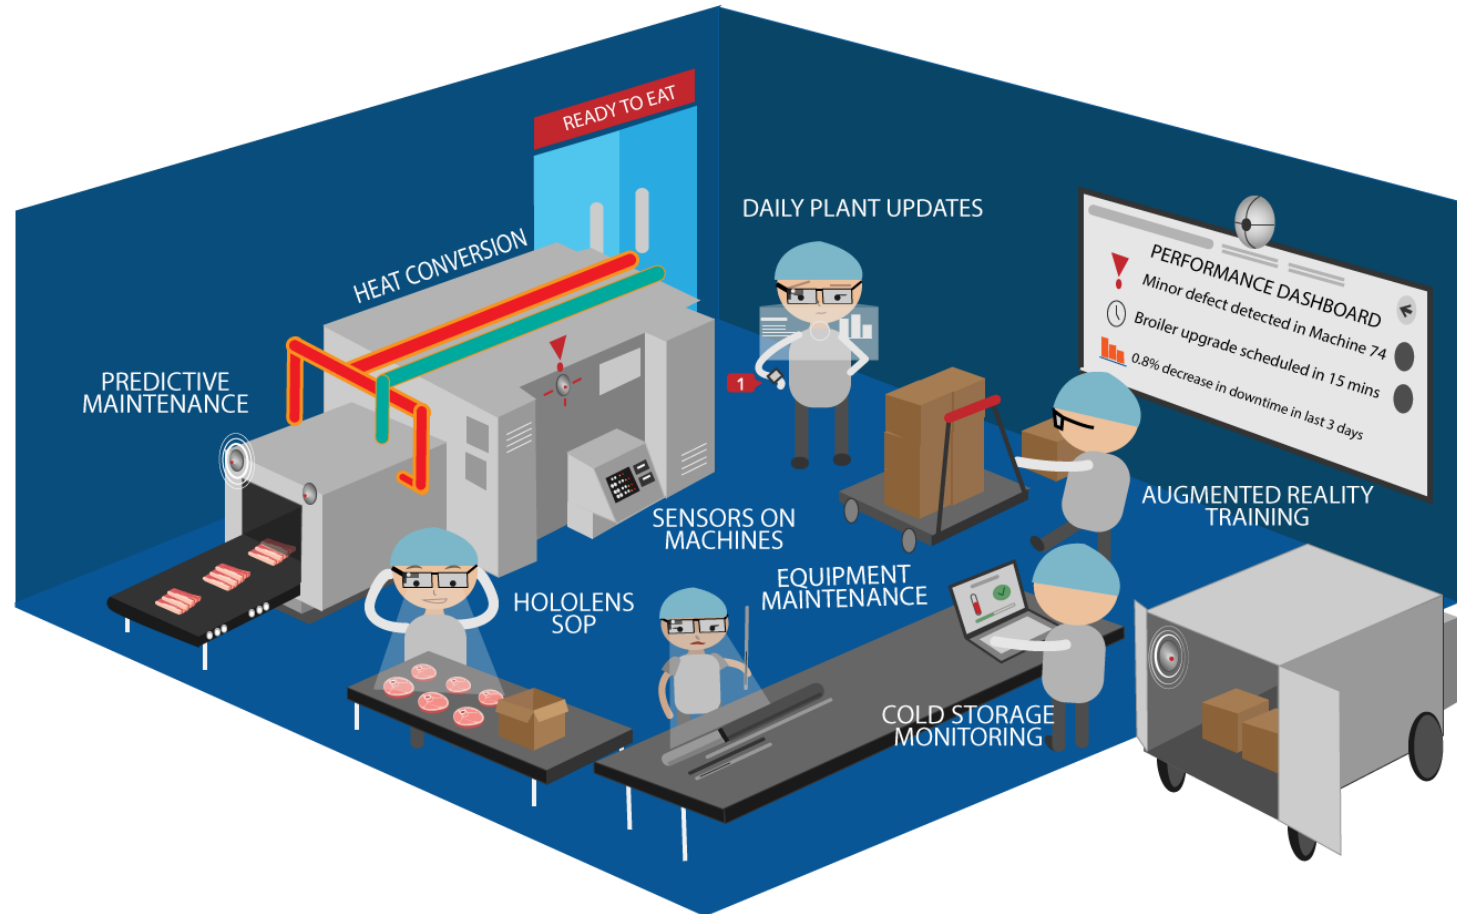 READY TO EAT
DAILY PLANT UPDATES
HEAT CONVERSION
PERFORMANCE DASHBOARD
Minor defect detected in Machine 74
Broiler upgrade scheduled in 15 mins
0.8% decrease in downtime in last 3 days
PREDICTIVE
MAINTENANCE
1
AUGMENTED REALITY
TRAINING
SENSORS ON
MACHINES
EQUIPMENT
MAINTENANCE
HOLOLENS
SOP
COLD STORAGE
MONITORING